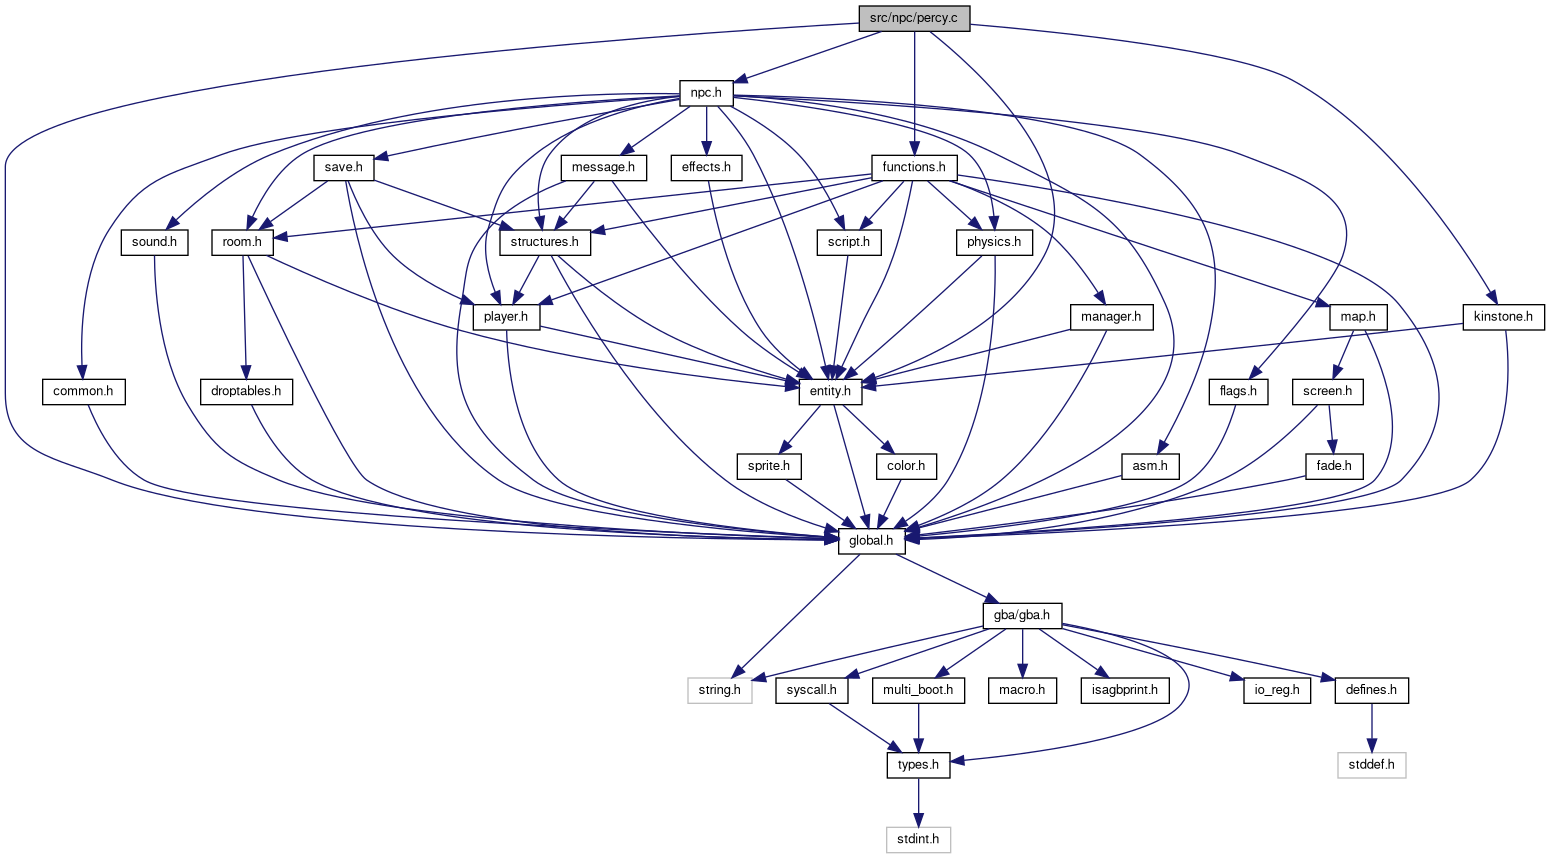 src/npc/percy.c
npc.h
save.h
message.h
effects.h
functions.h
sound.h
room.h
structures.h
script.h
physics.h
player.h
manager.h
map.h
kinstone.h
common.h
droptables.h
entity.h
flags.h
screen.h
sprite.h
color.h
asm.h
fade.h
global.h
gba/gba.h
string.h
syscall.h
multi_boot.h
macro.h
isagbprint.h
io_reg.h
defines.h
types.h
stddef.h
stdint.h